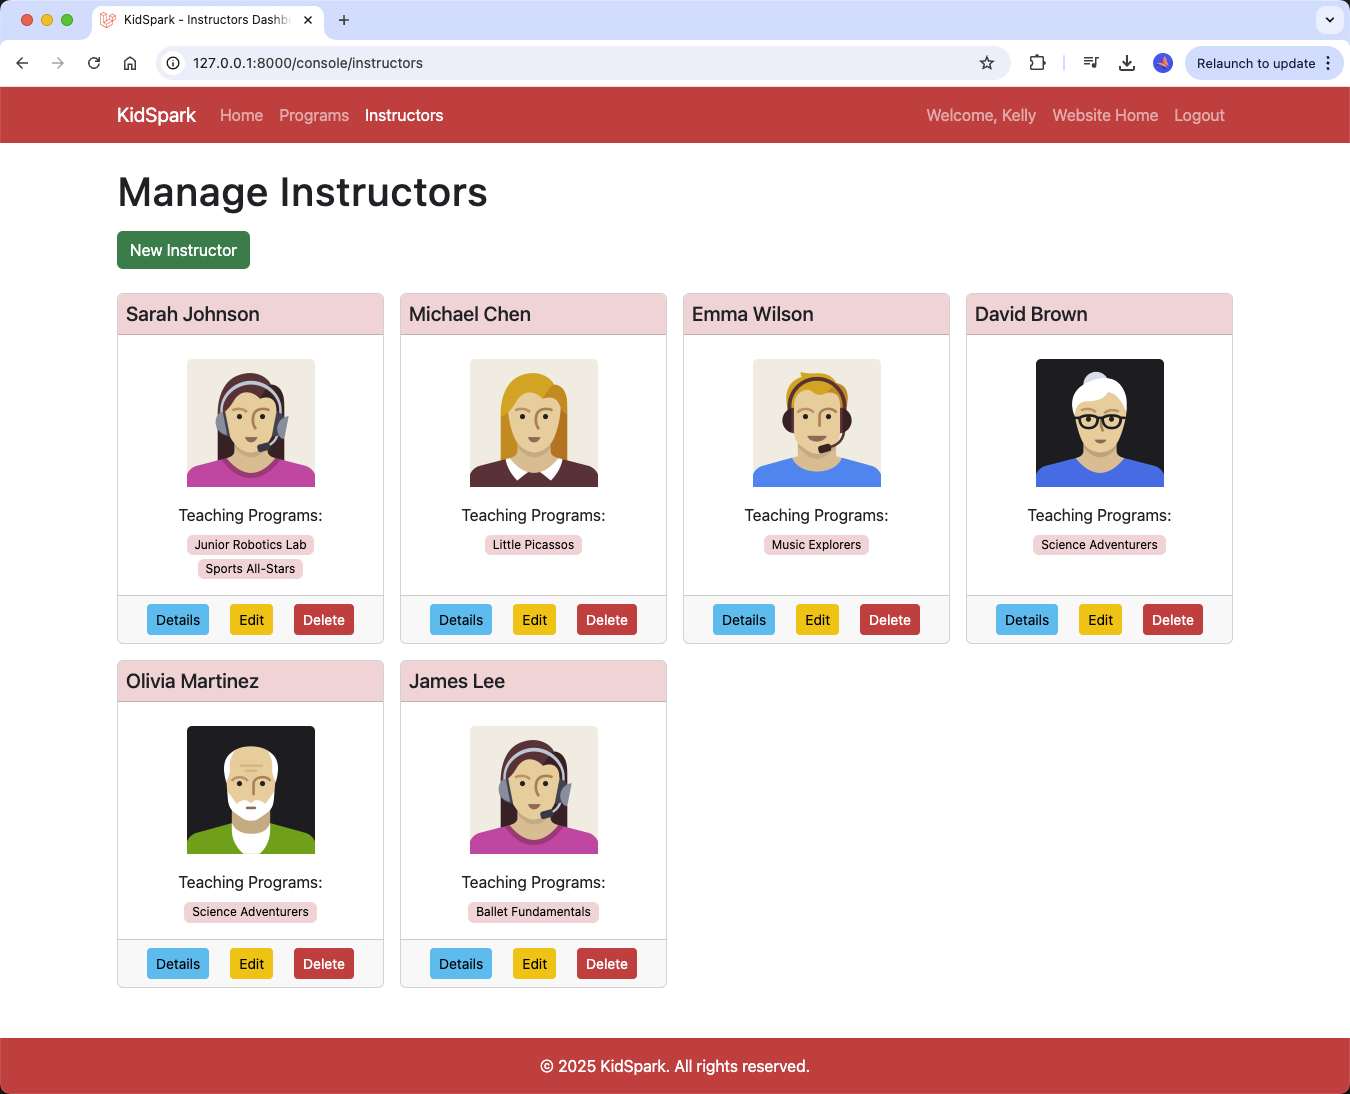 KidSpark - Instructors Dashb
127.0.0.1:8000/console/instructors
Relaunch to update
KidSpark Home Programs Instructors Welcome, Kelly Website Home Logout
Manage Instructors
New Instructor
Sarah Johnson
Teaching Programs:
Junior Robotics Lab
Sports All-Stars
Details Edit Delete
Michael Chen
Teaching Programs:
Little Picassos
Details Edit Delete
Emma Wilson
Teaching Programs:
Music Explorers
Details Edit Delete
David Brown
Teaching Programs:
Science Adventurers
Details Edit Delete
Olivia Martinez
Teaching Programs:
Science Adventurers
Details Edit Delete
James Lee
Teaching Programs:
Ballet Fundamentals
Details Edit Delete
© 2025 KidSpark. All rights reserved.